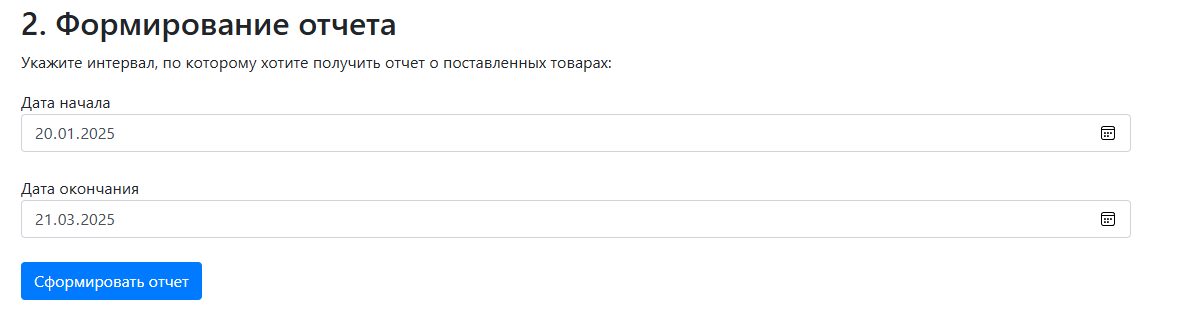 2. Формирование отчета
Укажите интервал, по которому хотите получить отчет о поставленных товарах:
Дата начала
20.01.2025
Дата окончания
21.03.2025
Сформировать отчет